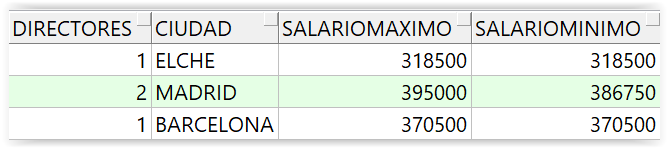 DIRECTORES CIUDAD SALARIOMAXIMO SALARIOMINIMO
1 ELCHE 318500 318500
2 MADRID 395000 386750
1 BARCELONA 370500 370500